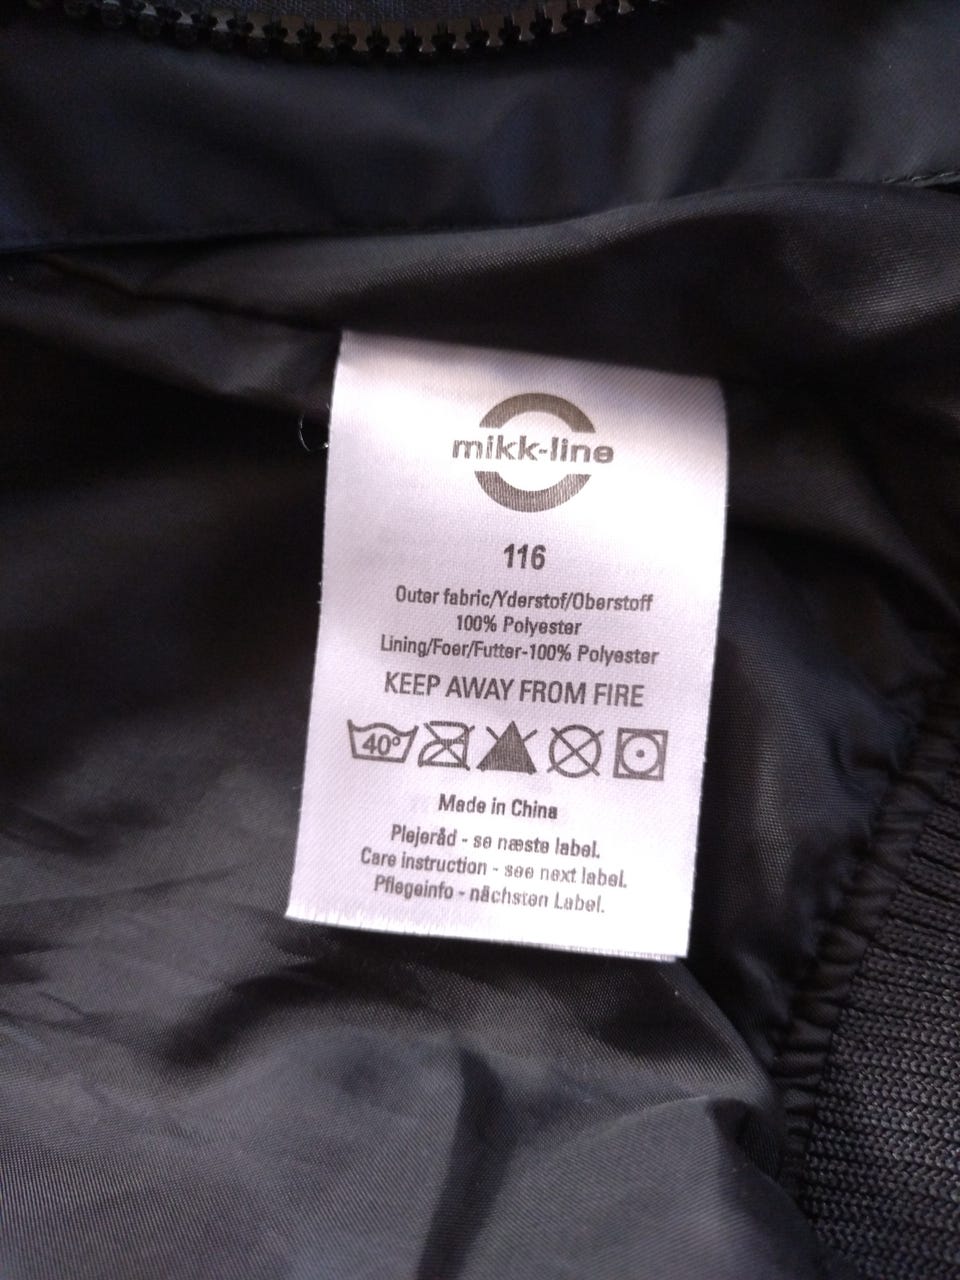 mikk-line
116
Outer fabric/Yderstof/Oberstoff
100% Polyester
Lining/Foer/Futter-100% Polyester
KEEP AWAY FROM FIRE
40°
Made in China
Plejeråd - se næste label.
Care instruction - see next label.
Pflegeinfo - nächsten Label.